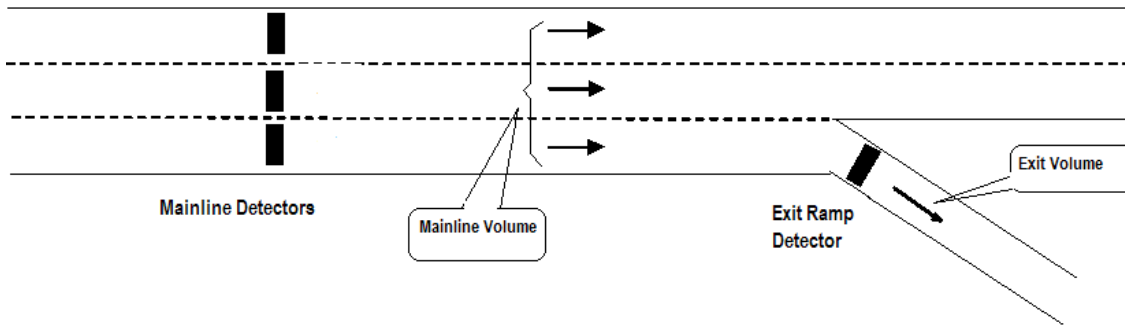 Mainline Detectors
Mainline Volume
Exit Ramp
Detector
Exit Volume